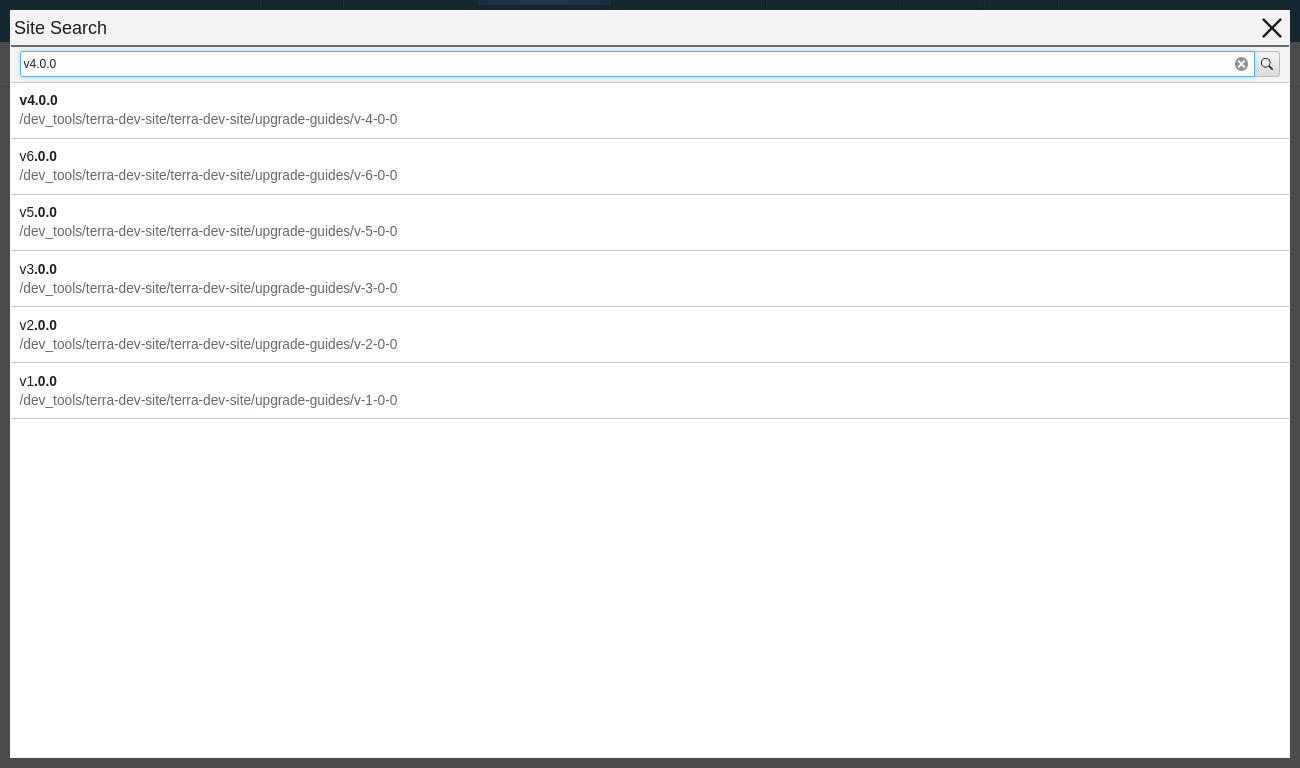 Site Search
v4.0.0
v4.0.0
/dev_tools/terra-dev-site/terra-dev-site/upgrade-guides/v-4-0-0
v6.0.0
/dev_tools/terra-dev-site/terra-dev-site/upgrade-guides/v-6-0-0
v5.0.0
/dev_tools/terra-dev-site/terra-dev-site/upgrade-guides/v-5-0-0
v3.0.0
/dev_tools/terra-dev-site/terra-dev-site/upgrade-guides/v-3-0-0
v2.0.0
/dev_tools/terra-dev-site/terra-dev-site/upgrade-guides/v-2-0-0
v1.0.0
/dev_tools/terra-dev-site/terra-dev-site/upgrade-guides/v-1-0-0